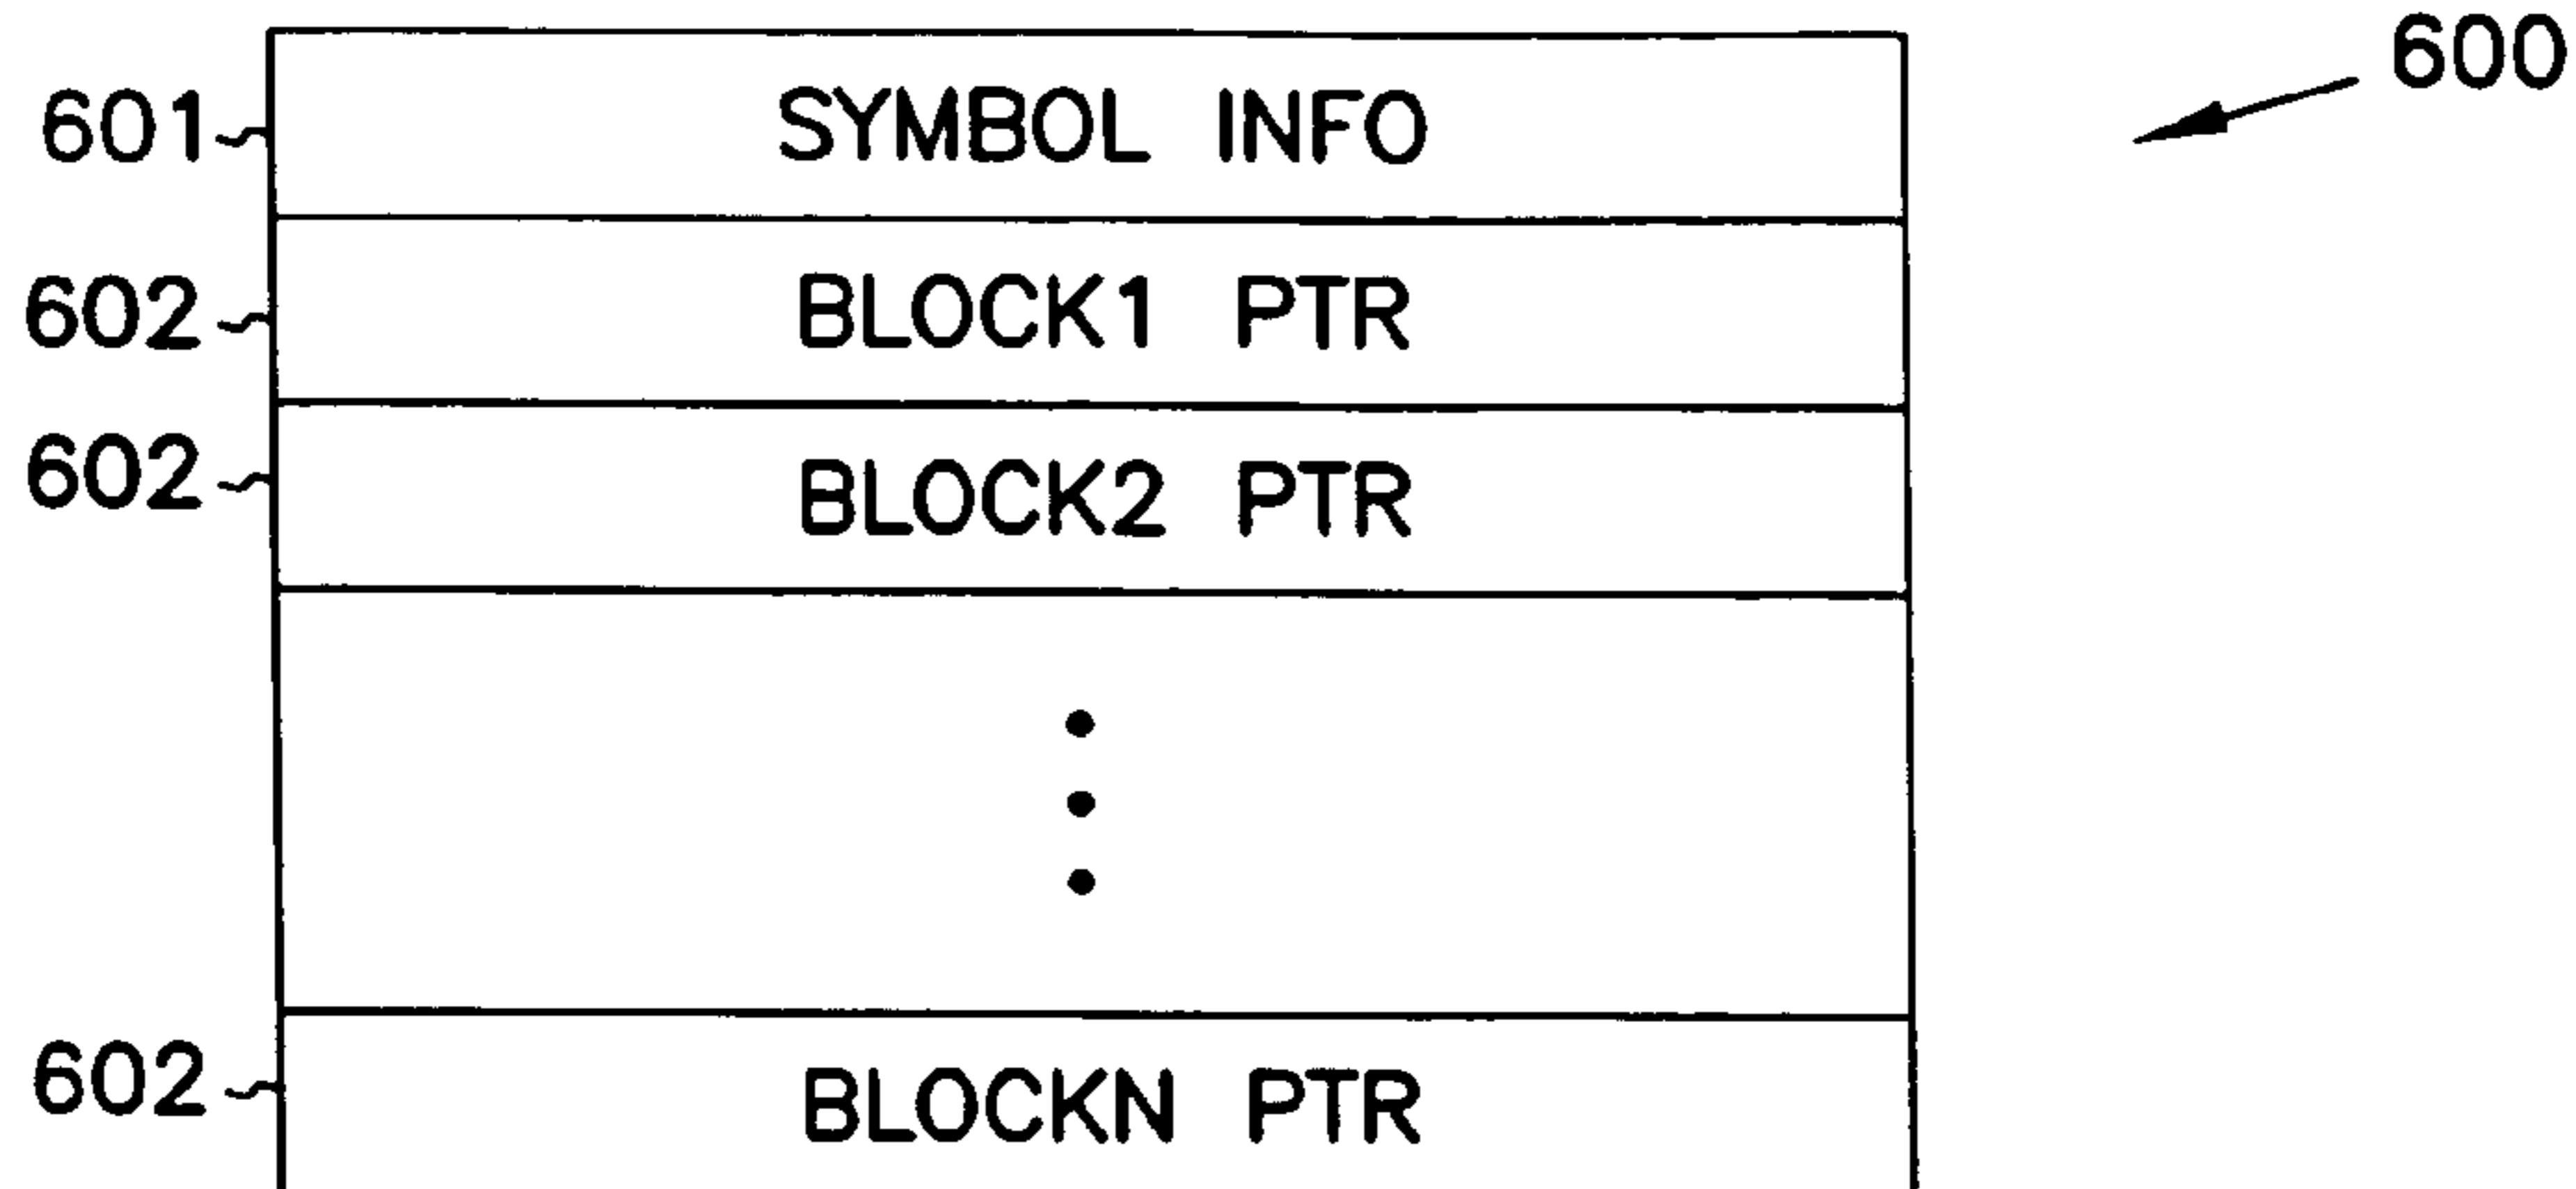 600
601 SYMBOL INFO
602 BLOCK1 PTR
602 BLOCK2 PTR
602 BLOCKN PTR